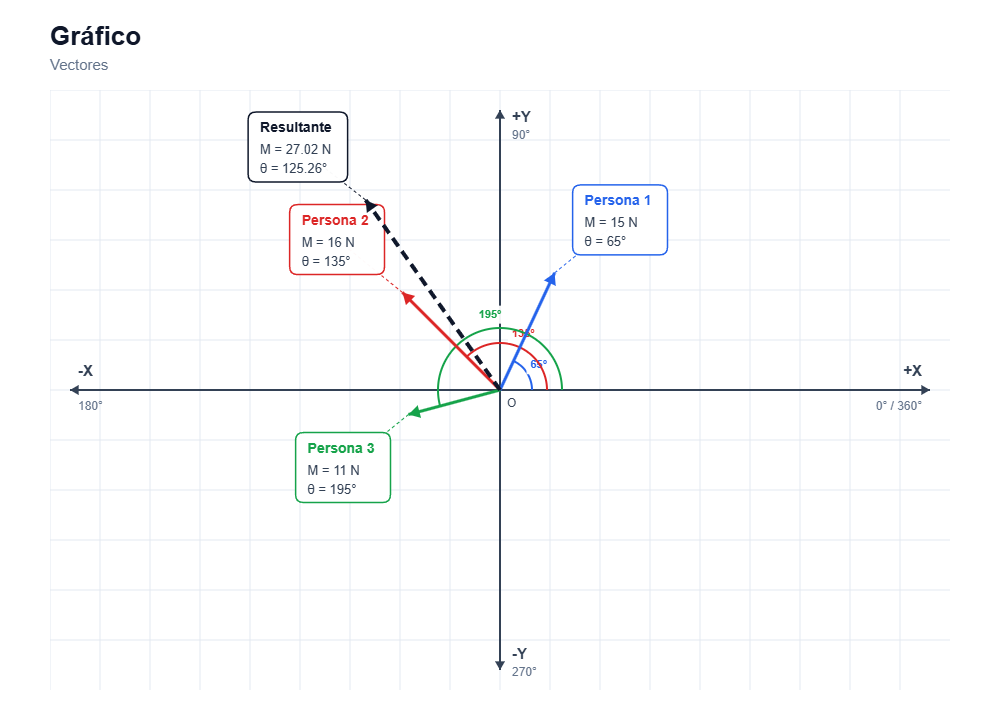 Gráfico
Vectores
+Y
90°
Resultante
M = 27.02 N
θ = 125.26°
Persona 1
M = 15 N
θ = 65°
Persona 2
M = 16 N
θ = 135°
195°
135°
65°
-X
180°
+X
0° / 360°
O
Persona 3
M = 11 N
θ = 195°
-Y
270°